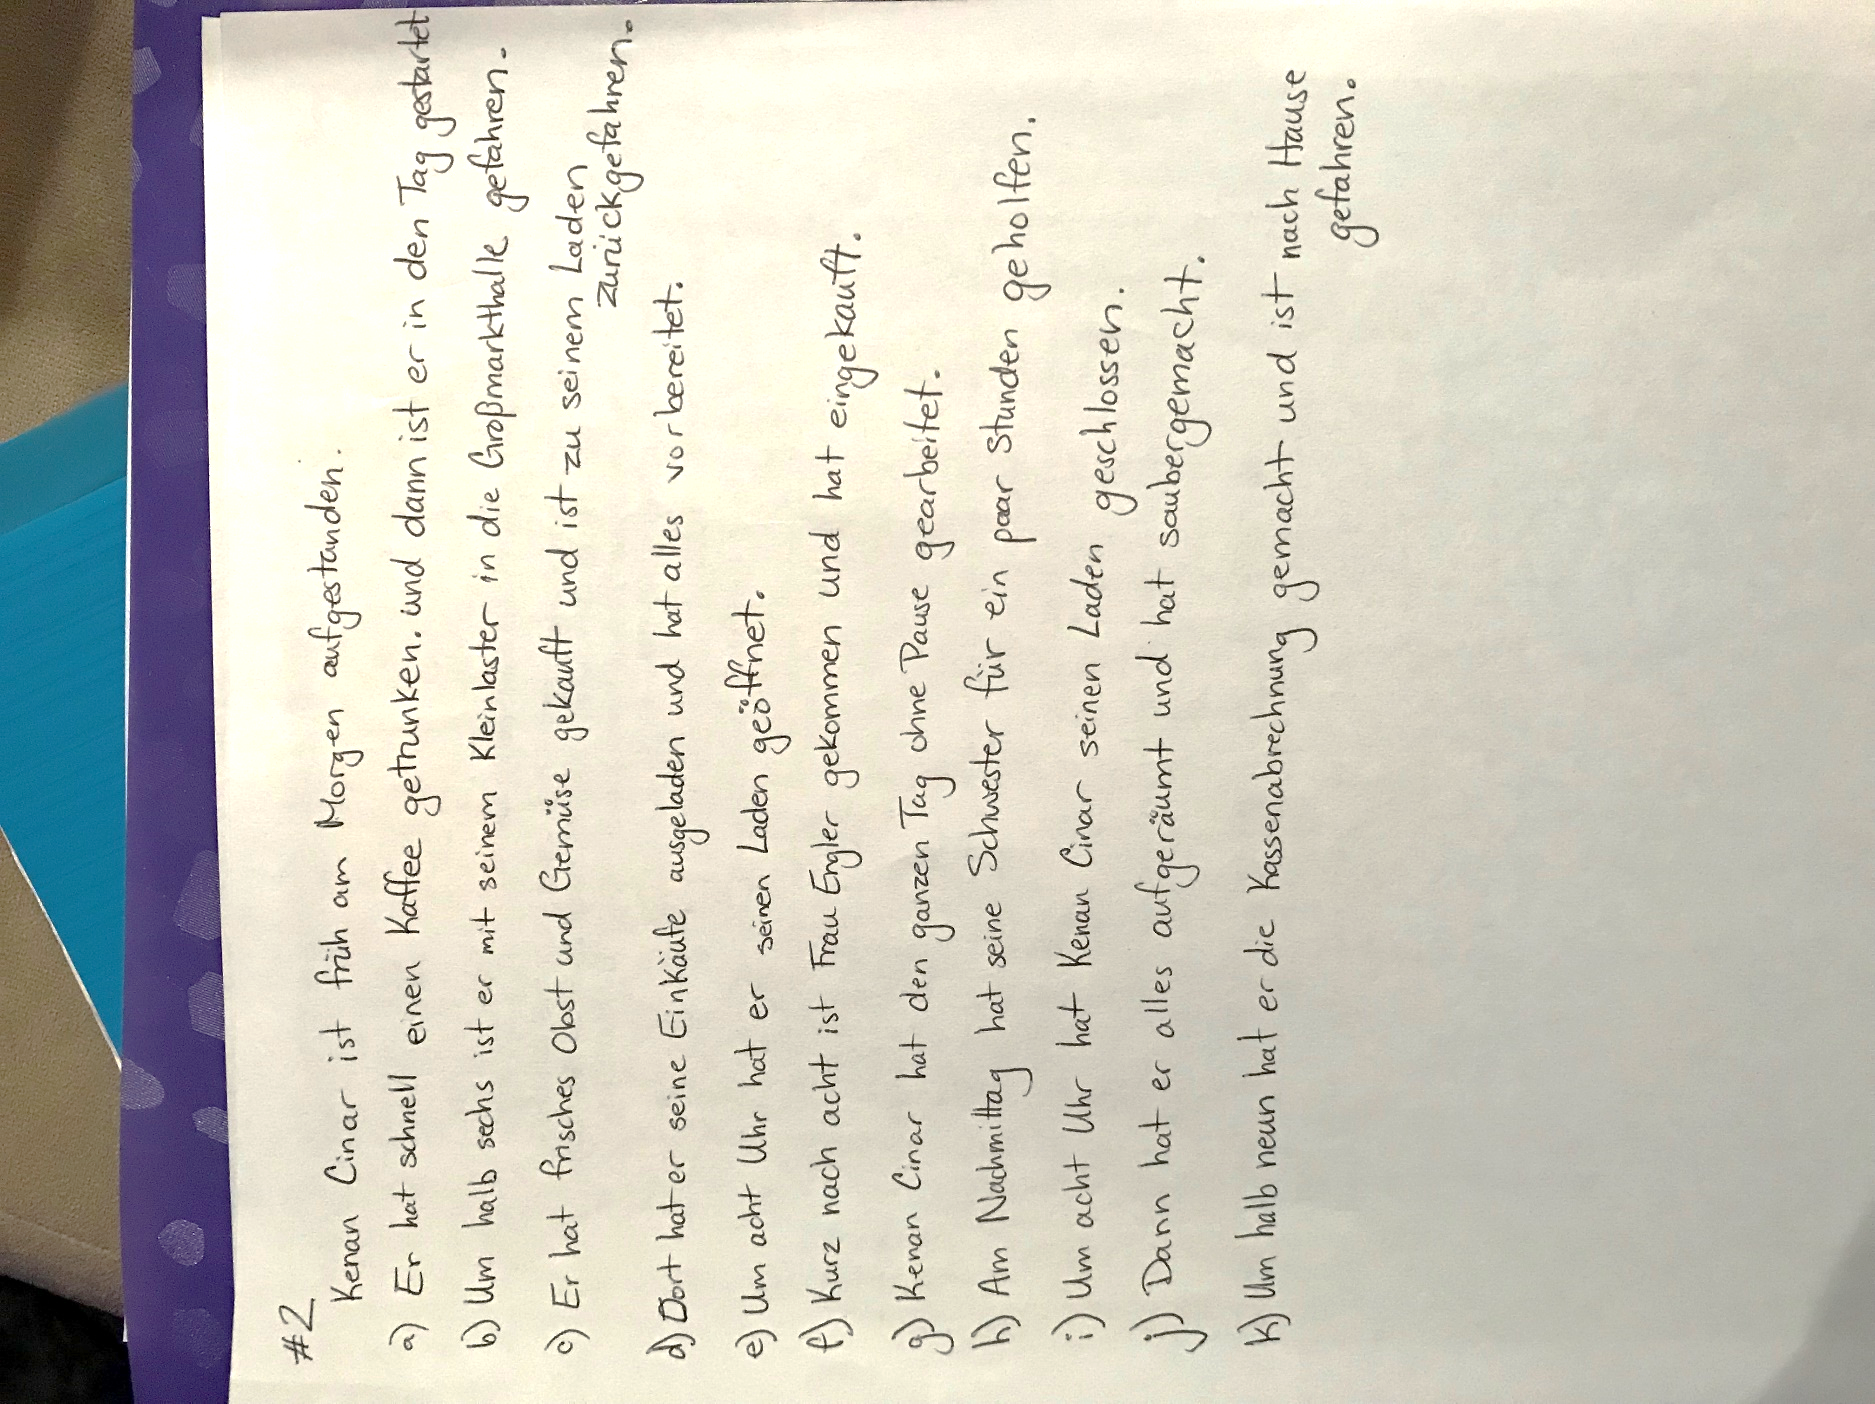 #2
Kenan Cinar ist früh am Morgen aufgestanden.
a) Er hat schnell einen Kaffee getrunken. und dann ist er in den Tag gestartet
b) Um halb sechs ist er mit seinem Kleinlaster in die Großmarkthalle gefahren.
c) Er hat frisches Obst und Gemüse gekauft und ist zu seinem Laden
zurückgefahren.
d) Dort hat er seine Einkäufe ausgeladen und hat alles vorbereitet.
e) Um acht Uhr hat er seinen Laden geöffnet.
f) Kurz nach acht ist Frau Engler gekommen und hat eingekauft.
g) Kenan Cinar hat den ganzen Tag ohne Pause gearbeitet.
h) Am Nachmittag hat seine Schwester für ein paar Stunden geholfen.
i) Um acht Uhr hat Kenan Cinar seinen Laden geschlossen.
j) Dann hat er alles aufgeräumt und hat saubergemacht.
k) Um halb neun hat er die Kassenabrechnung gemacht und ist nach Hause
gefahren.